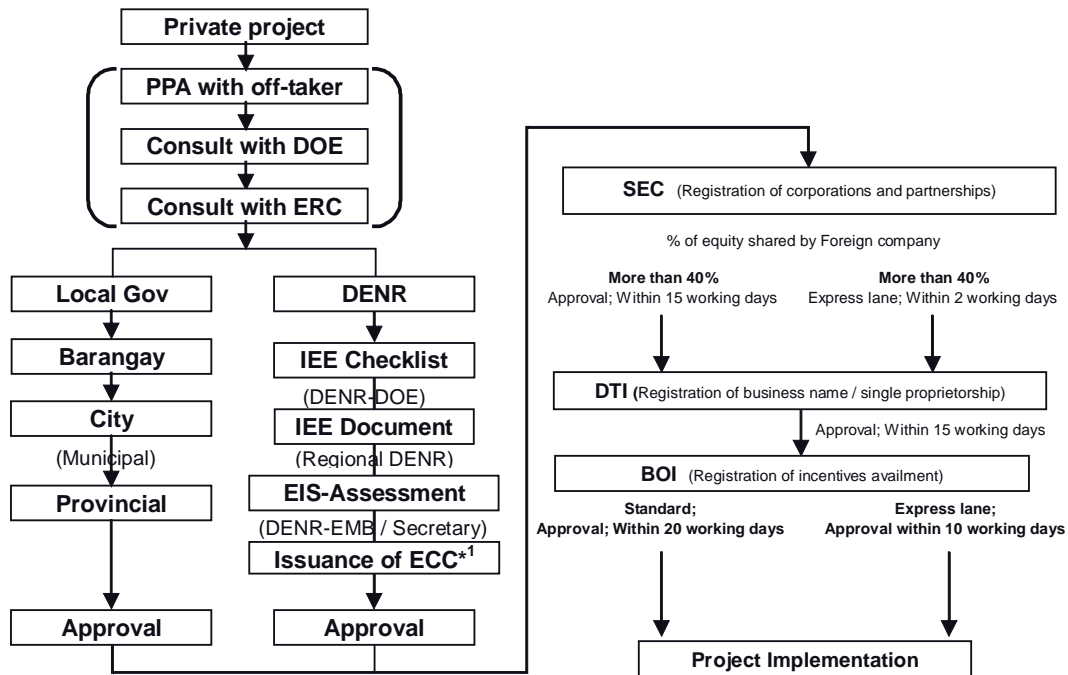 Private project
PPA with off-taker
Consult with DOE
Consult with ERC
Local Gov
Barangay
City
(Municipal)
Provincial
Approval
DENR
IEE Checklist
(DENR-DOE)
IEE Document
(Regional DENR)
EIS-Assessment
(DENR-EMB / Secretary)
Issuance of ECC*1
Approval
SEC (Registration of corporations and partnerships)
% of equity shared by Foreign company
More than 40%
Approval; Within 15 working days
More than 40%
Express lane; Within 2 working days
DTI (Registration of business name / single proprietorship)
Approval; Within 15 working days
BOI (Registration of incentives availment)
Standard;
Approval; Within 20 working days
Express lane;
Approval within 10 working days
Project Implementation